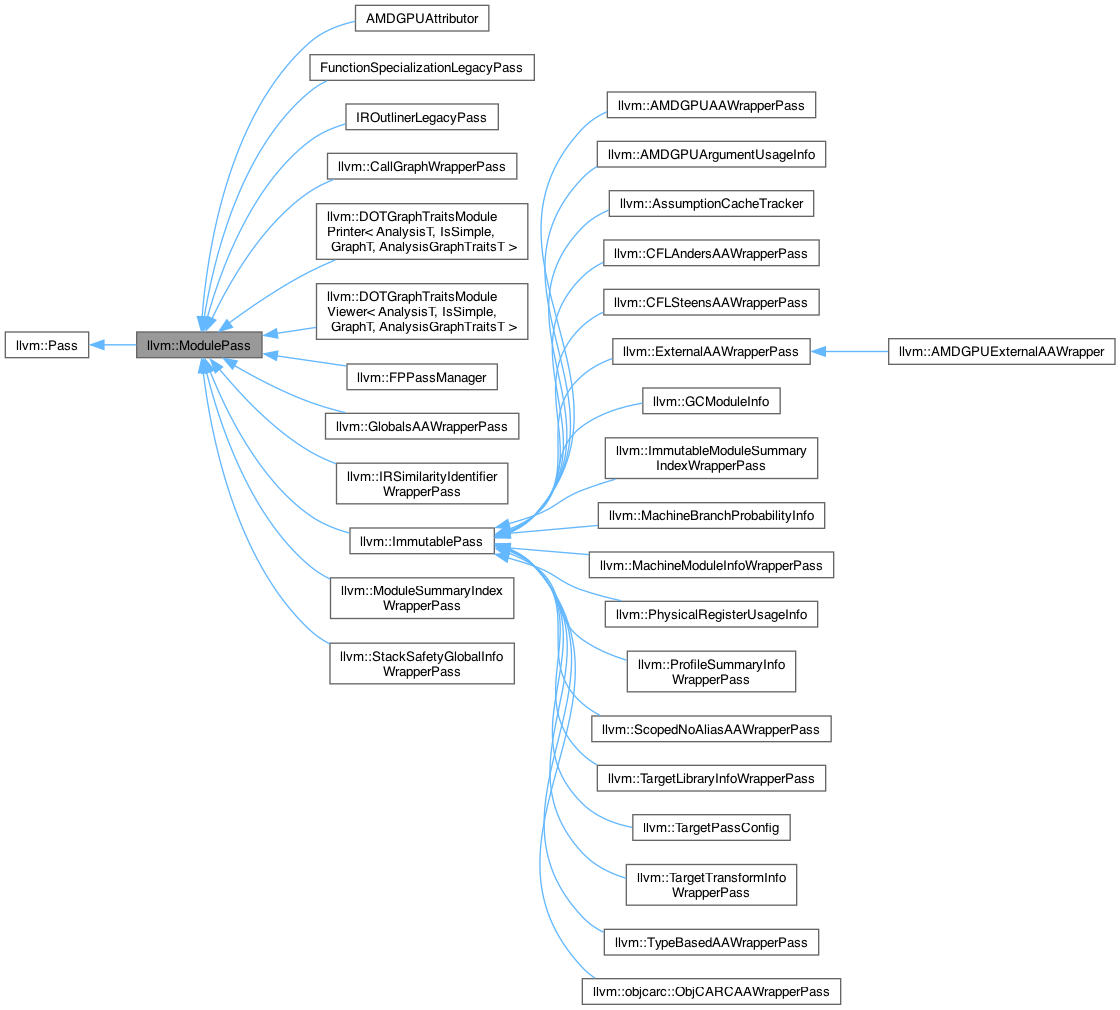 AMDGPUAttributor
FunctionSpecializationLegacyPass
IROutlinerLegacyPass
llvm::CallGraphWrapperPass
llvm::DOTGraphTraitsModule
Printer< AnalysisT, IsSimple,
GraphT, AnalysisGraphTraitsT >
llvm::DOTGraphTraitsModule
Viewer< AnalysisT, IsSimple,
GraphT, AnalysisGraphTraitsT >
llvm::Pass
llvm::ModulePass
llvm::FPPassManager
llvm::GlobalsAAWrapperPass
llvm::IRSimilarityIdentifier
WrapperPass
llvm::ImmutablePass
llvm::ModuleSummaryIndex
WrapperPass
llvm::StackSafetyGlobalInfo
WrapperPass
llvm::AMDGPUAAWrapperPass
llvm::AMDGPUArgumentUsageInfo
llvm::AssumptionCacheTracker
llvm::CFLAndersAAWrapperPass
llvm::CFLSteensAAWrapperPass
llvm::ExternalAAWrapperPass
llvm::AMDGPUExternalAAWrapper
llvm::GCModuleInfo
llvm::ImmutableModuleSummary
IndexWrapperPass
llvm::MachineBranchProbabilityInfo
llvm::MachineModuleInfoWrapperPass
llvm::PhysicalRegisterUsageInfo
llvm::ProfileSummaryInfo
WrapperPass
llvm::ScopedNoAliasAAWrapperPass
llvm::TargetLibraryInfoWrapperPass
llvm::TargetPassConfig
llvm::TargetTransformInfo
WrapperPass
llvm::TypeBasedAAWrapperPass
llvm::objcarc::ObjCARCAAWrapperPass